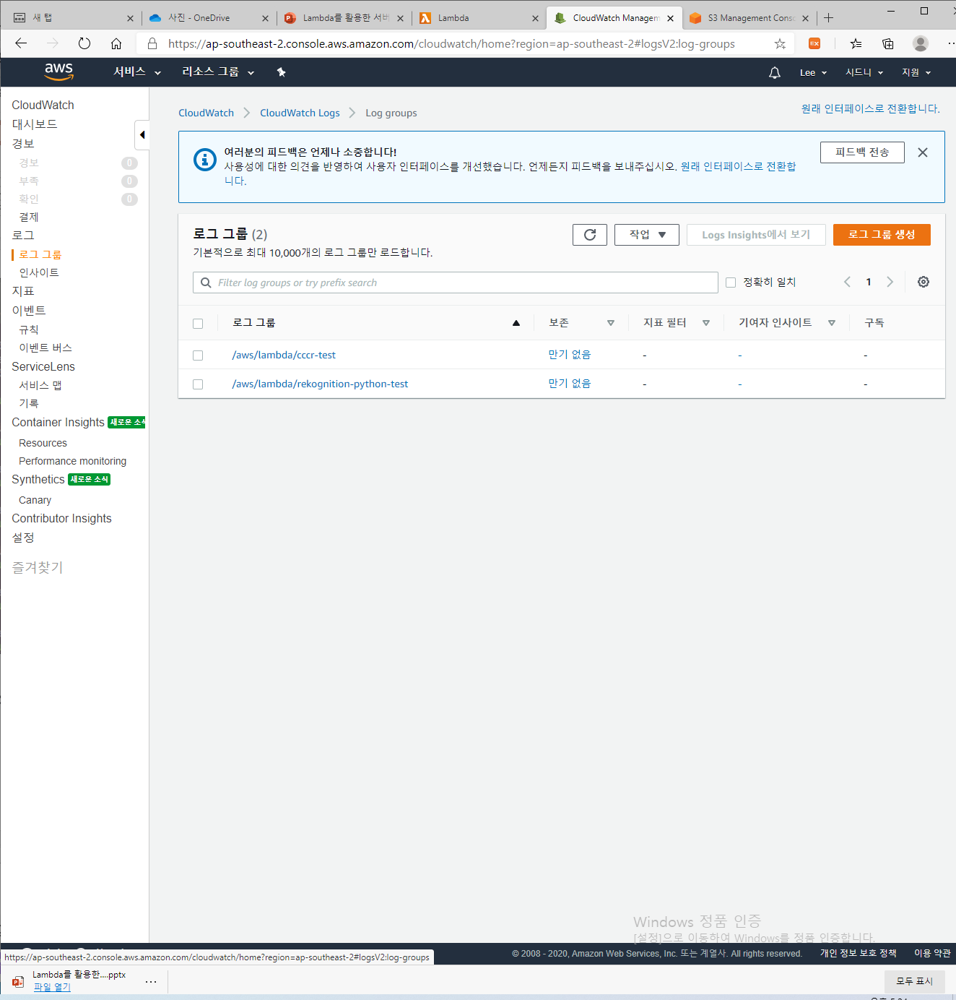 새 탭
사진 - OneDrive
Lambda를 활용한 서버
Lambda
CloudWatch Managem
S3 Management Conso
https://ap-southeast-2.console.aws.amazon.com/cloudwatch/home?region=ap-southeast-2#logsV2:log-groups
aws
서비스
리소스 그룹
Lee
시드니
지원
CloudWatch
대시보드
경보
경보 0
부족 0
확인 0
결제
로그
로그 그룹
인사이트
지표
이벤트
규칙
이벤트 버스
ServiceLens
서비스 맵
기록
Container Insights 새로운 소식
Resources
Performance monitoring
Synthetics 새로운 소식
Canary
Contributor Insights
설정
즐겨찾기
CloudWatch > CloudWatch Logs > Log groups
원래 인터페이스로 전환합니다.
여러분의 피드백은 언제나 소중합니다!
사용성에 대한 의견을 반영하여 사용자 인터페이스를 개선했습니다. 언제든지 피드백을 보내주십시오. 원래 인터페이스로 전환합
니다.
피드백 전송
로그 그룹 (2)
기본적으로 최대 10,000개의 로그 그룹만 로드합니다.
작업
Logs Insights에서 보기
로그 그룹 생성
Filter log groups or try prefix search
정확히 일치
1
로그 그룹 보존 지표 필터 기여자 인사이트 구독
/aws/lambda/cccr-test 만기 없음 - - -
/aws/lambda/rekognition-python-test 만기 없음 - - -
Windows 정품 인증
[설정]으로 이동하여 Windows를 정품 인증합니다.
© 2008 - 2020, Amazon Web Services, Inc. 또는 계열사. All rights reserved.
개인 정보 보호 정책
이용 약관
https://ap-southeast-2.console.aws.amazon.com/cloudwatch/home?region=ap-southeast-2#logsV2:log-groups
Lambda를 활용한....pptx
파일 열기
모두 표시